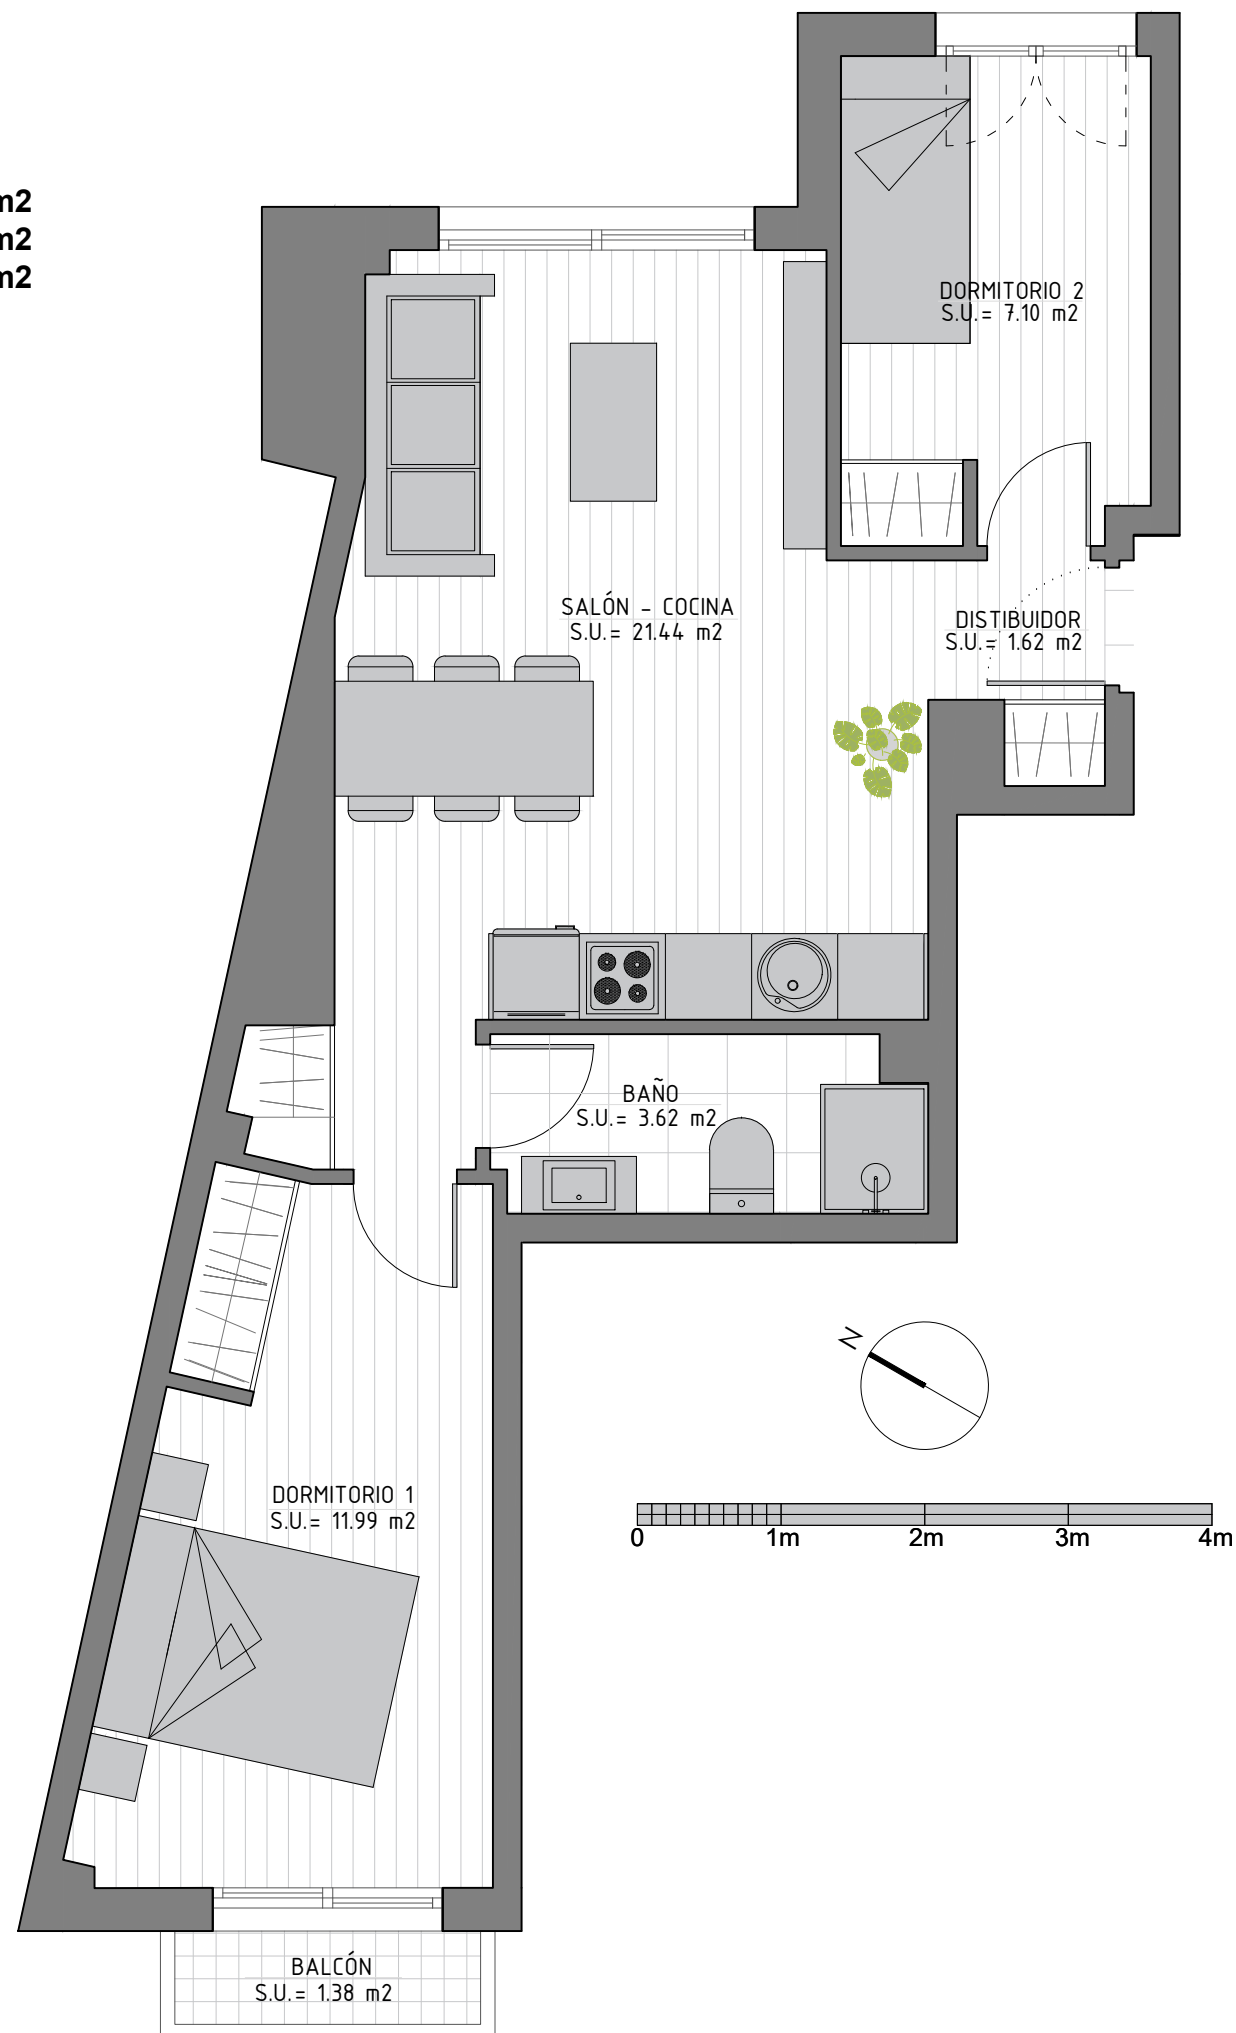 m2
m2
m2
DORMITORIO 2
S.U.= 7.10 m2
SALÓN - COCINA
S.U.= 21.44 m2
DISTIBUIDOR
S.U.= 1.62 m2
BAÑO
S.U.= 3.62 m2
N
DORMITORIO 1
S.U.= 11.99 m2
0 1m 2m 3m 4m
BALCÓN
S.U.= 1.38 m2